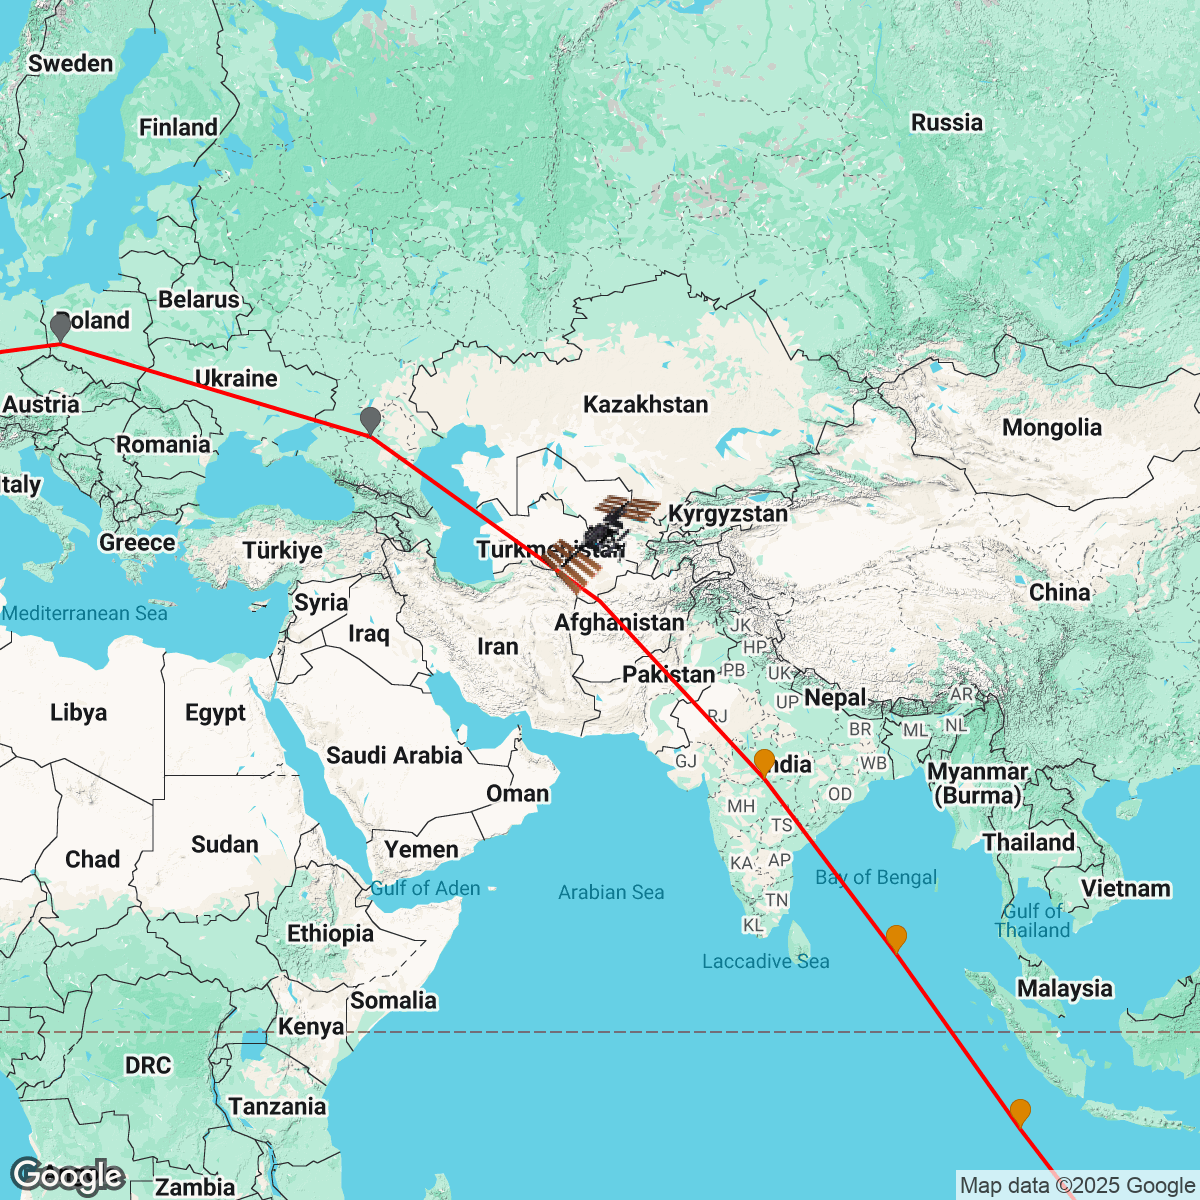 Sweden
Finland
Russia
Belarus
Poland
Ukraine
Austria
Kazakhstan
Mongolia
Romania
Italy
Kyrgyzstan
Greece
Türkiye
Turkmenistan
China
Syria
Mediterranean Sea
Afghanistan
JK
Iraq
Iran
HP
Pakistan
PB
UK
Nepal
AR
UP
Libya
Egypt
RJ
BR
ML
NL
Saudi Arabia
GJ
India
WB
Myanmar
(Burma)
Oman
MH
OD
TS
Sudan
Yemen
Thailand
Chad
KA
AP
Bay of Bengal
Gulf of Aden
Arabian Sea
Vietnam
TN
Gulf of
Thailand
KL
Ethiopia
Laccadive Sea
Malaysia
Somalia
Kenya
DRC
Tanzania
Google
Zambia
Map data ©2025 Google